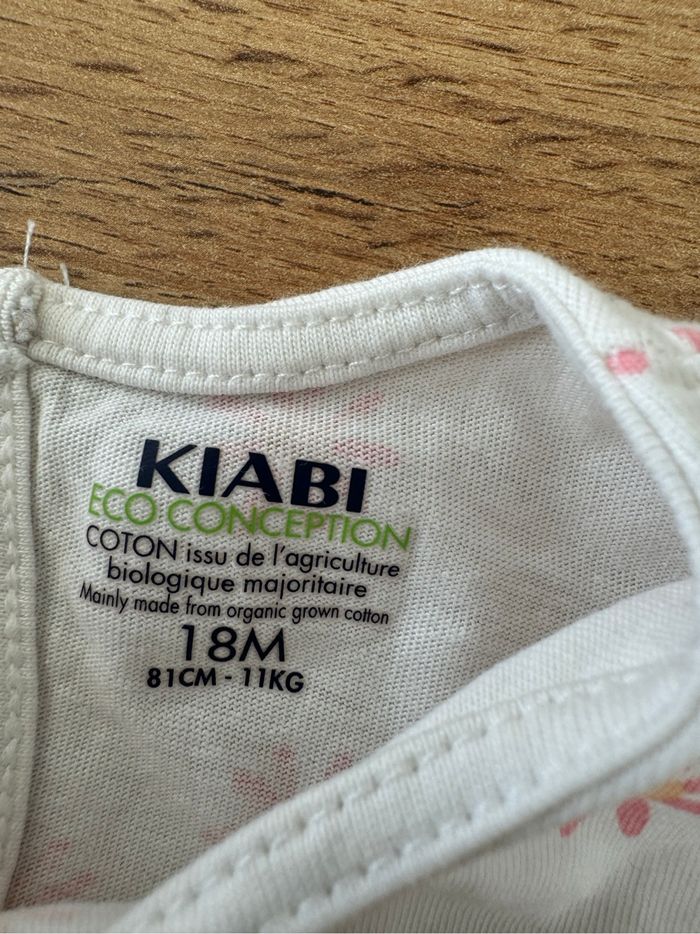 KIABI
ECO CONCEPTION
COTON issu de l'agriculture
biologique majoritaire
Mainly made from organic grown cotton
18M
81CM - 11KG